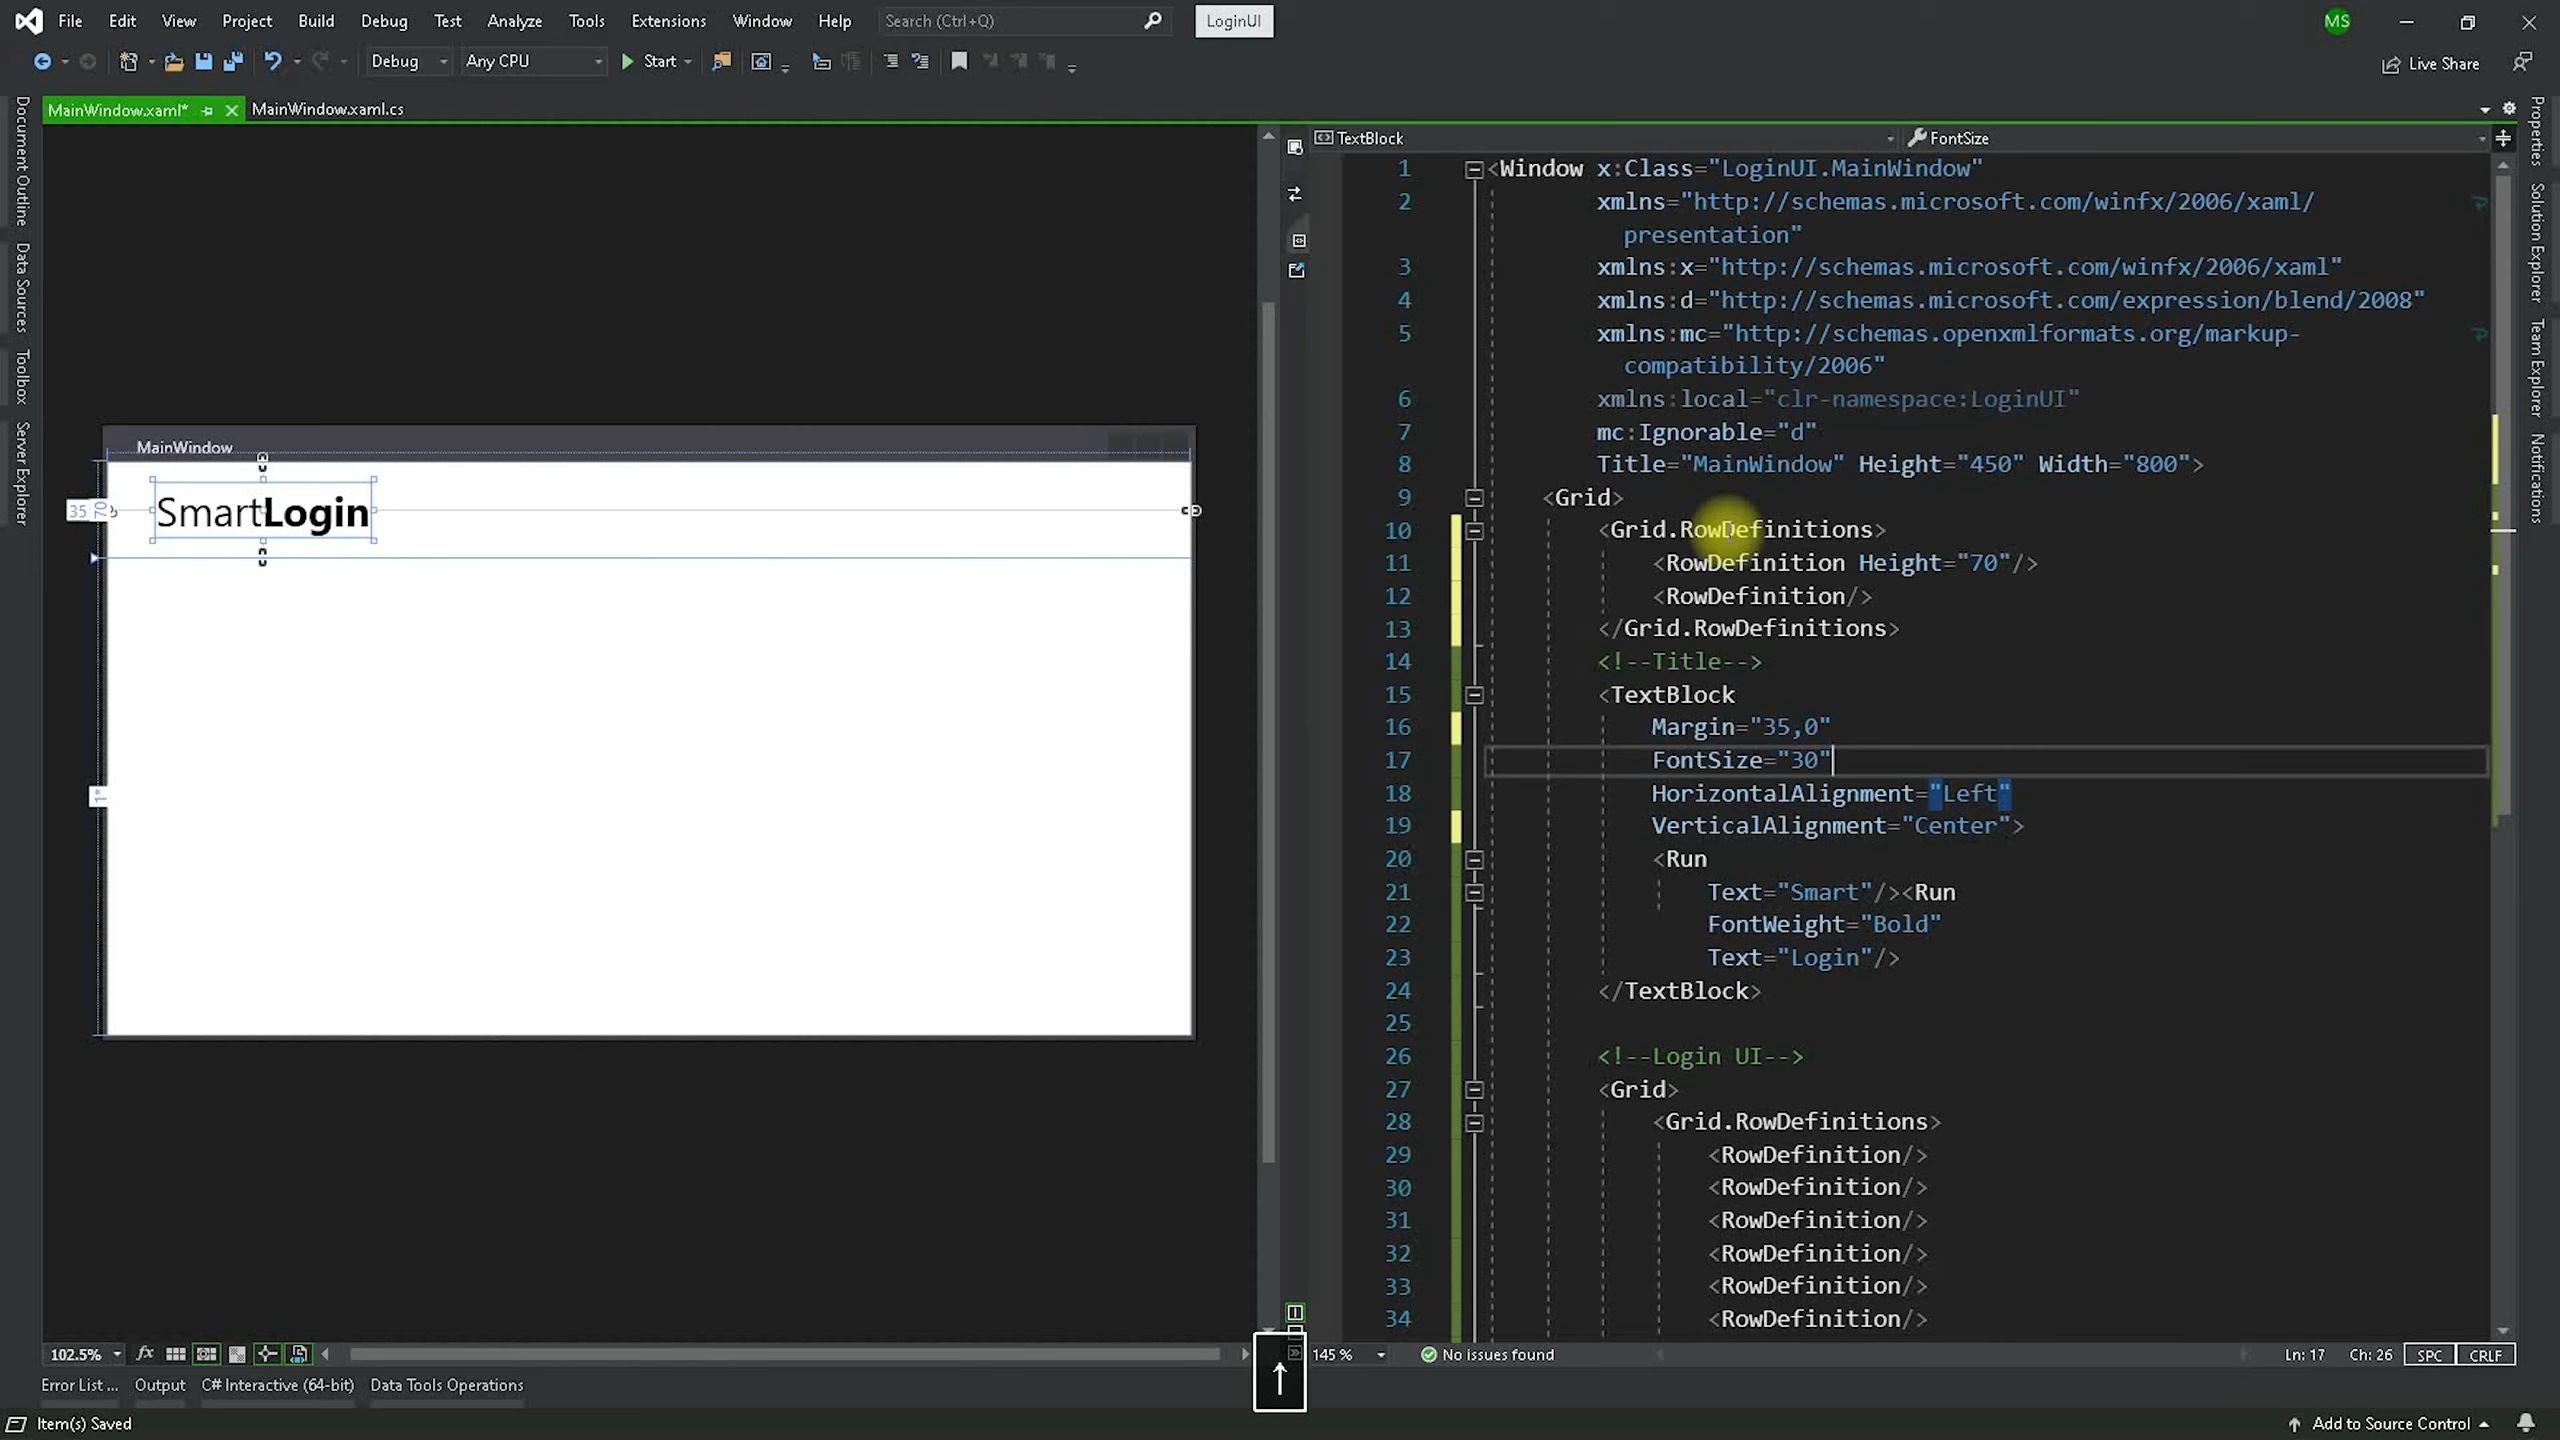 File Edit View Project Build Debug Test Analyze Tools Extensions Window Help Search (Ctrl+Q) LoginUI MS
Debug Any CPU Start Live Share
MainWindow.xaml* MainWindow.xaml.cs
Document Outline
Data Sources
Toolbox
Server Explorer
MainWindow
35
70
SmartLogin
1*
TextBlock FontSize
1 <Window x:Class="LoginUI.MainWindow"
2 xmlns="http://schemas.microsoft.com/winfx/2006/xaml/
presentation"
3 xmlns:x="http://schemas.microsoft.com/winfx/2006/xaml"
4 xmlns:d="http://schemas.microsoft.com/expression/blend/2008"
5 xmlns:mc="http://schemas.openxmlformats.org/markup-
compatibility/2006"
6 xmlns:local="clr-namespace:LoginUI"
7 mc:Ignorable="d"
8 Title="MainWindow" Height="450" Width="800">
9 <Grid>
10 <Grid.RowDefinitions>
11 <RowDefinition Height="70"/>
12 <RowDefinition/>
13 </Grid.RowDefinitions>
14 <!--Title-->
15 <TextBlock
16 Margin="35,0"
17 FontSize="30"
18 HorizontalAlignment="Left"
19 VerticalAlignment="Center">
20 <Run
21 Text="Smart"/><Run
22 FontWeight="Bold"
23 Text="Login"/>
24 </TextBlock>
25
26 <!--Login UI-->
27 <Grid>
28 <Grid.RowDefinitions>
29 <RowDefinition/>
30 <RowDefinition/>
31 <RowDefinition/>
32 <RowDefinition/>
33 <RowDefinition/>
34 <RowDefinition/>
Properties
Solution Explorer
Team Explorer
Notifications
102.5% fx
145 % No issues found Ln: 17 Ch: 26 SPC CRLF
Error List ... Output C# Interactive (64-bit) Data Tools Operations
Item(s) Saved Add to Source Control